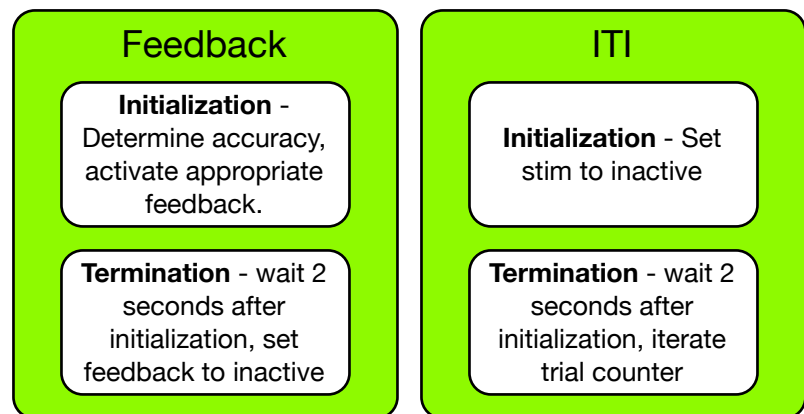 Feedback
Initialization -
Determine accuracy,
activate appropriate
feedback.
Termination - wait 2
seconds after
initialization, set
feedback to inactive
ITI
Initialization - Set
stim to inactive
Termination - wait 2
seconds after
initialization, iterate
trial counter